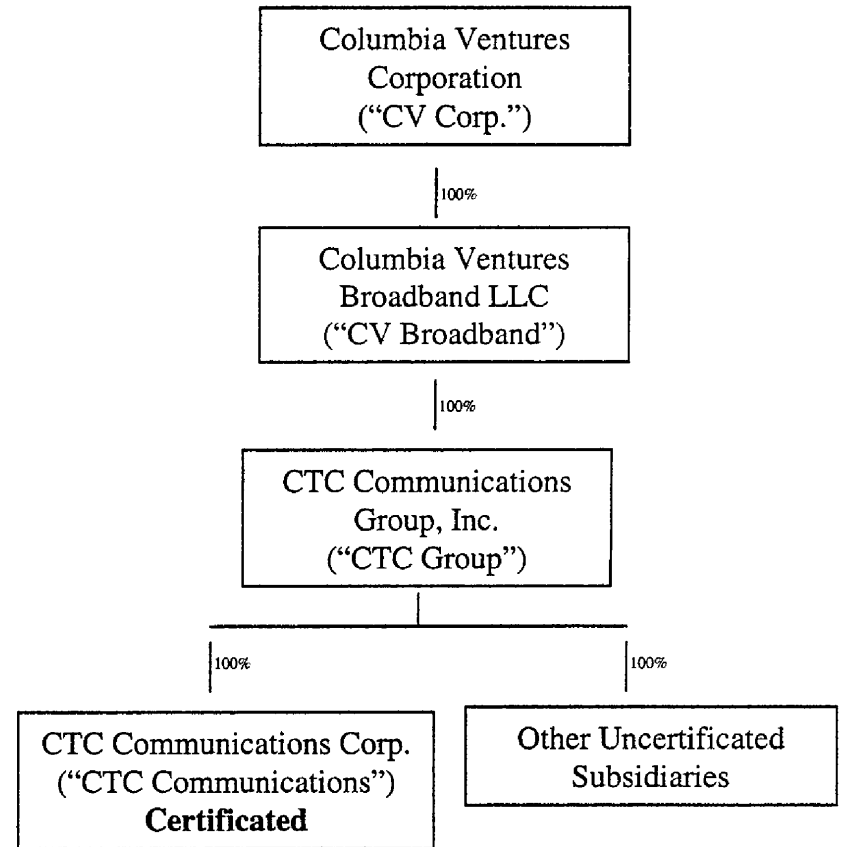 Columbia Ventures
Corporation
(“CV Corp.”)
100%
Columbia Ventures
Broadband LLC
(“CV Broadband”)
100%
CTC Communications
Group, Inc.
(“CTC Group”)
100%
100%
CTC Communications Corp.
(“CTC Communications”)
Certificated
Other Uncertificated
Subsidiaries